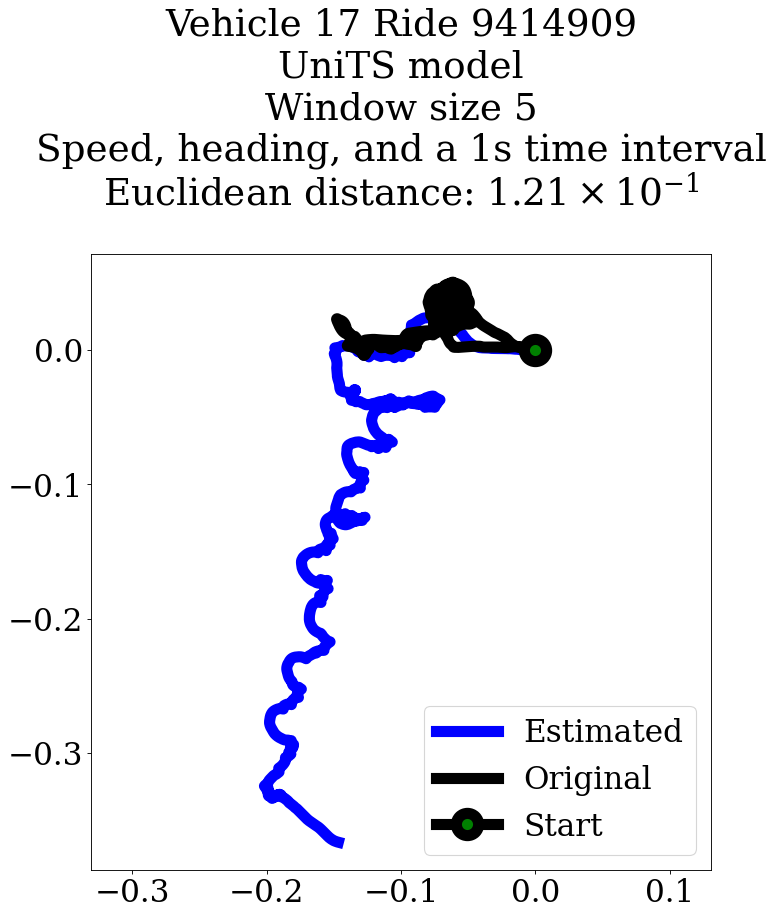 Vehicle 17 Ride 9414909
UniTS model
Window size 5
Speed, heading, and a 1s time interval
Euclidean distance: 1.21 × 10⁻¹
0.0
−0.1
−0.2
−0.3
Estimated
Original
Start
−0.3 −0.2 −0.1 0.0 0.1